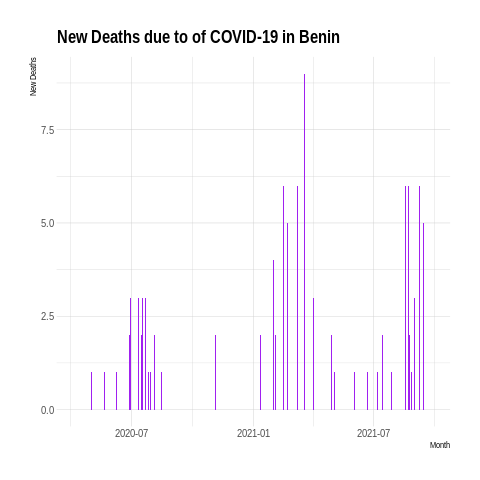 New Deaths due to of COVID-19 in Benin
New Deaths
7.5
5.0
2.5
0.0
2020-07
2021-01
2021-07
Month